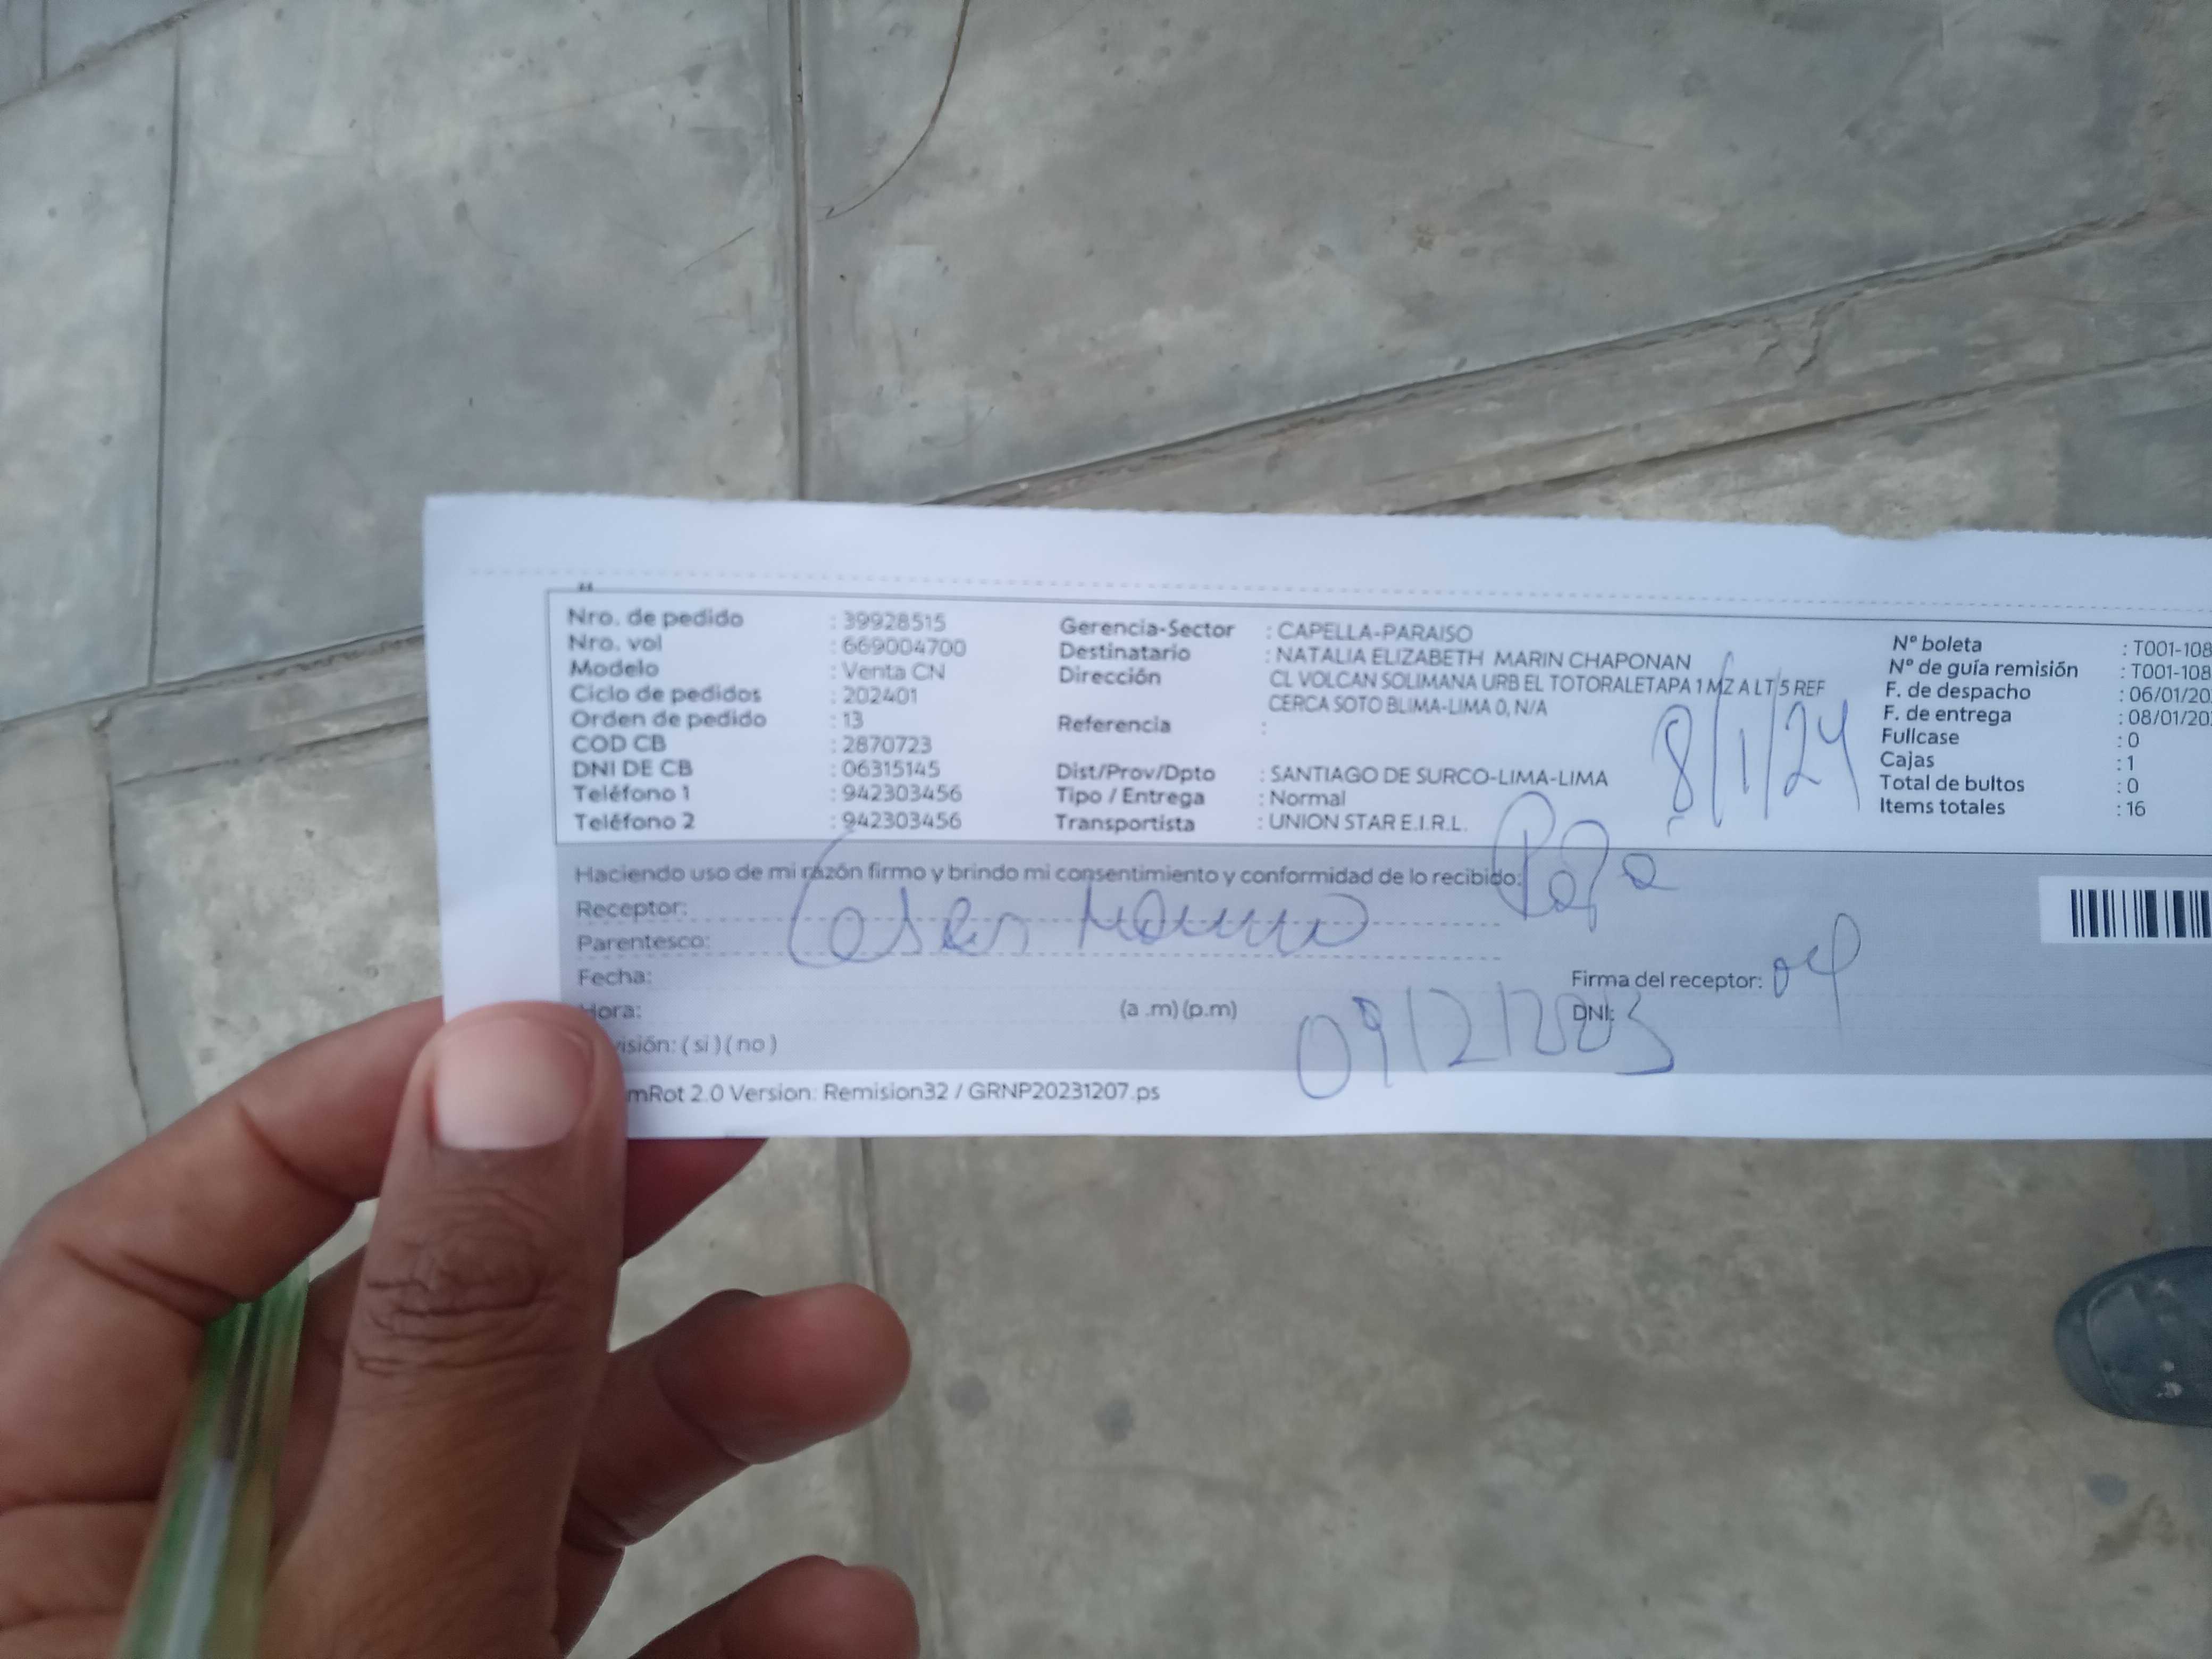 Nro. de pedido : 39928515
Nro. vol : 669004700
Modelo : Venta CN
Ciclo de pedidos : 202401
Orden de pedido : 13
COD CB : 2870723
DNI DE CB : 06315145
Teléfono 1 : 942303456
Teléfono 2 : 942303456
Gerencia-Sector : CAPELLA-PARAISO
Destinatario : NATALIA ELIZABETH MARIN CHAPONAN
Dirección CL VOLCAN SOLIMANA URB EL TOTORALETAPA 1 MZ A LT 5 REF
CERCA SOTO BLIMA-LIMA 0, N/A
Referencia :
Dist/Prov/Dpto : SANTIAGO DE SURCO-LIMA-LIMA
Tipo / Entrega : Normal
Transportista : UNION STAR E.I.R.L.
8/1/24
Nº boleta : T001-108
Nº de guía remisión : T001-108
F. de despacho : 06/01/20
F. de entrega : 08/01/20
Fullcase : 0
Cajas : 1
Total de bultos : 0
Items totales : 16
Haciendo uso de mi razón firmo y brindo mi consentimiento y conformidad de lo recibido:
Papa
Receptor:
Parentesco:
Fecha:
Firma del receptor:
Hora: (a .m) (p.m)
DNI:
visión: ( si ) ( no )
mRot 2.0 Version: Remision32 / GRNP20231207.ps